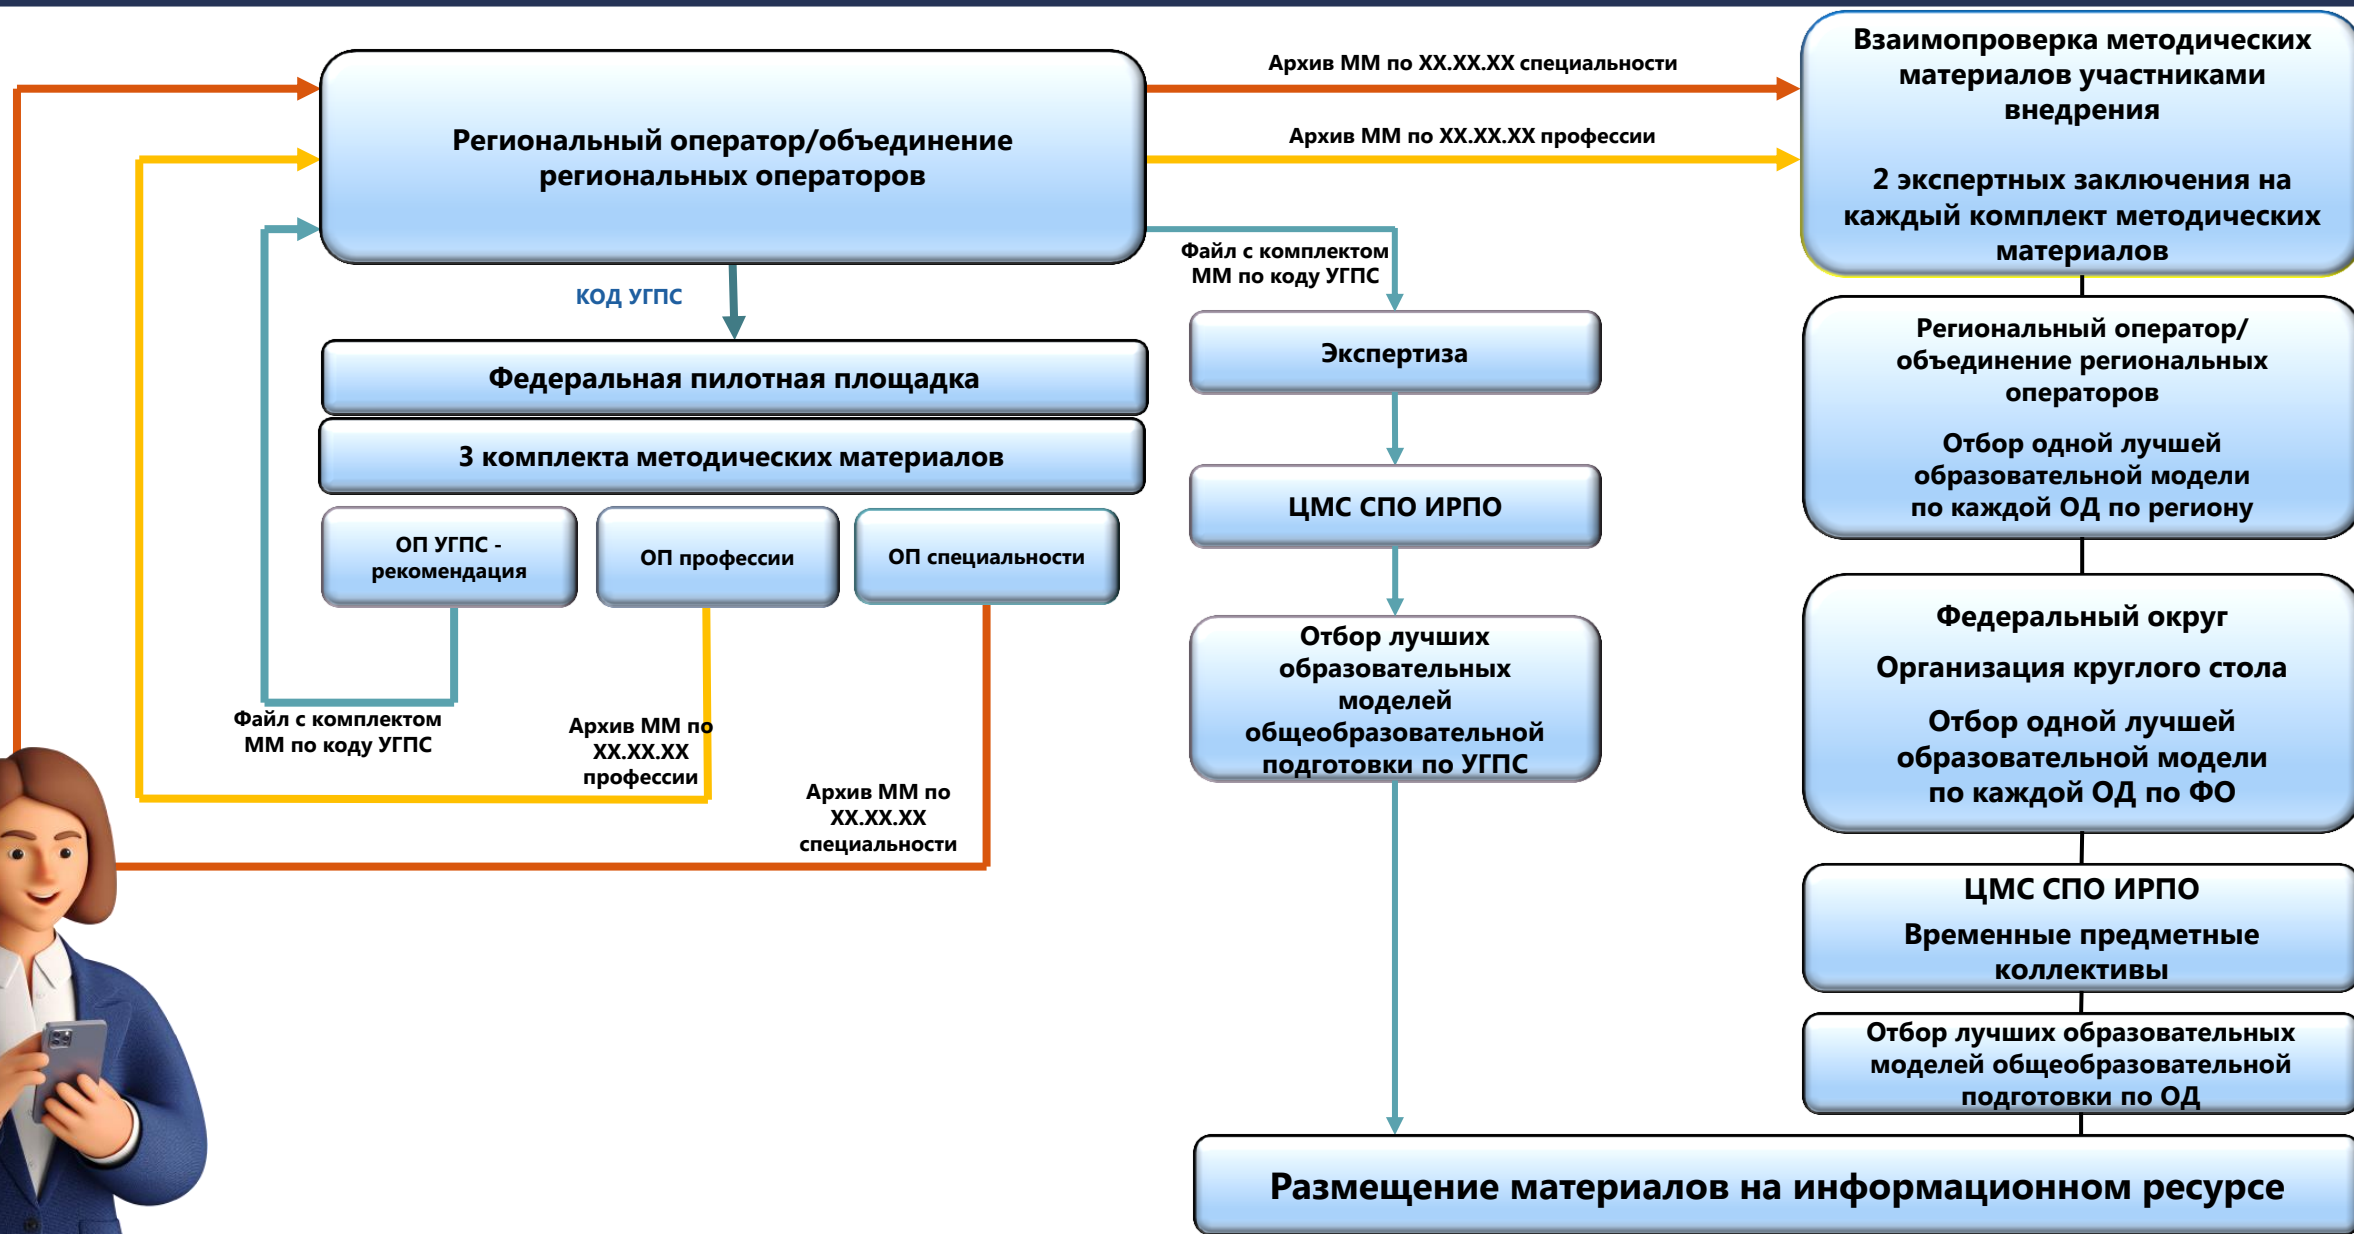 Региональный оператор/объединение
региональных операторов
КОД УГПС
Федеральная пилотная площадка
3 комплекта методических материалов
ОП УГПС -
рекомендация
ОП профессии
ОП специальности
Файл с комплектом
ММ по коду УГПС
Архив ММ по
XX.XX.XX
профессии
Архив ММ по
XX.XX.XX
специальности
Архив ММ по XX.XX.XX специальности
Архив ММ по XX.XX.XX профессии
Файл с комплектом
ММ по коду УГПС
Экспертиза
ЦМС СПО ИРПО
Отбор лучших
образовательных
моделей
общеобразовательной
подготовки по УГПС
Взаимопроверка методических
материалов участниками
внедрения
2 экспертных заключения на
каждый комплект методических
материалов
Региональный оператор/
объединение региональных
операторов
Отбор одной лучшей
образовательной модели
по каждой ОД по региону
Федеральный округ
Организация круглого стола
Отбор одной лучшей
образовательной модели
по каждой ОД по ФО
ЦМС СПО ИРПО
Временные предметные
коллективы
Отбор лучших образовательных
моделей общеобразовательной
подготовки по ОД
Размещение материалов на информационном ресурсе